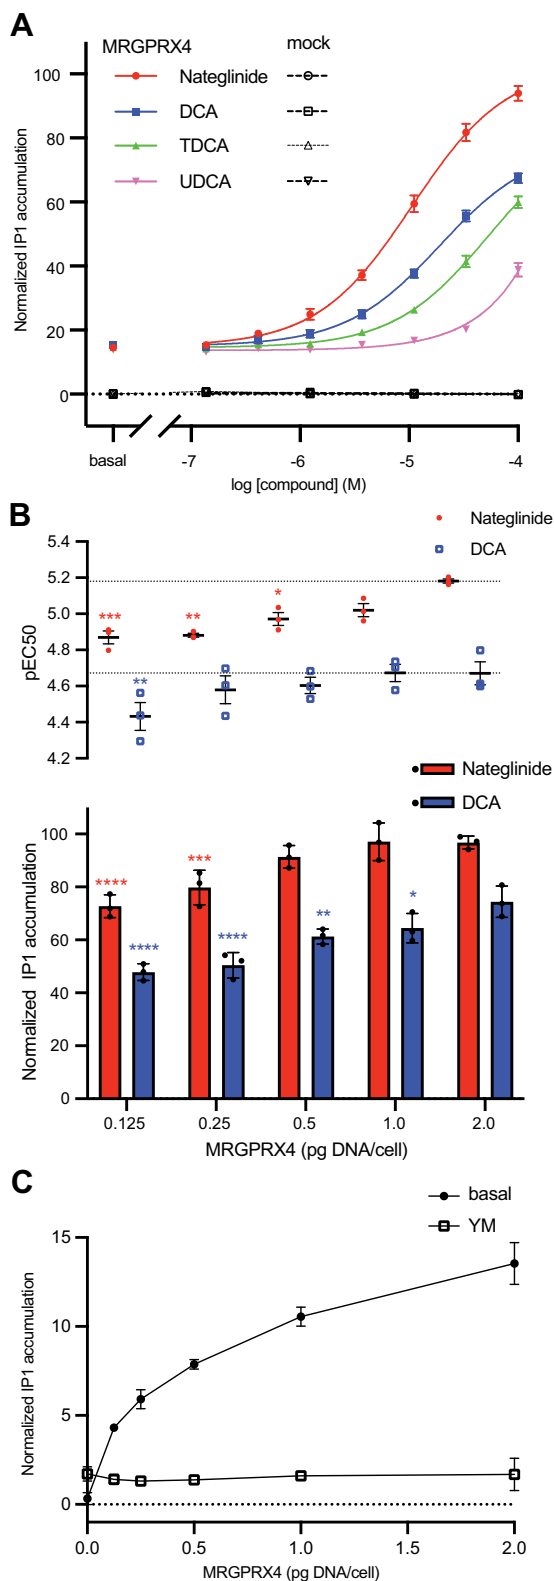 A
MRGPRX4 mock
Nateglinide
DCA
TDCA
UDCA
Normalized IP1 accumulation
100
80
60
40
20
0
basal -7 -6 -5 -4
log [compound] (M)
B
Nateglinide
DCA
pEC50
5.4
5.2
5.0
4.8
4.6
4.4
4.2
*** ** *
**
Nateglinide
DCA
Normalized IP1 accumulation
100
80
60
40
20
0
**** ***
**** **** ** *
0.125 0.25 0.5 1.0 2.0
MRGPRX4 (pg DNA/cell)
C
basal
YM
Normalized IP1 accumulation
15
10
5
0
0.0 0.5 1.0 1.5 2.0
MRGPRX4 (pg DNA/cell)